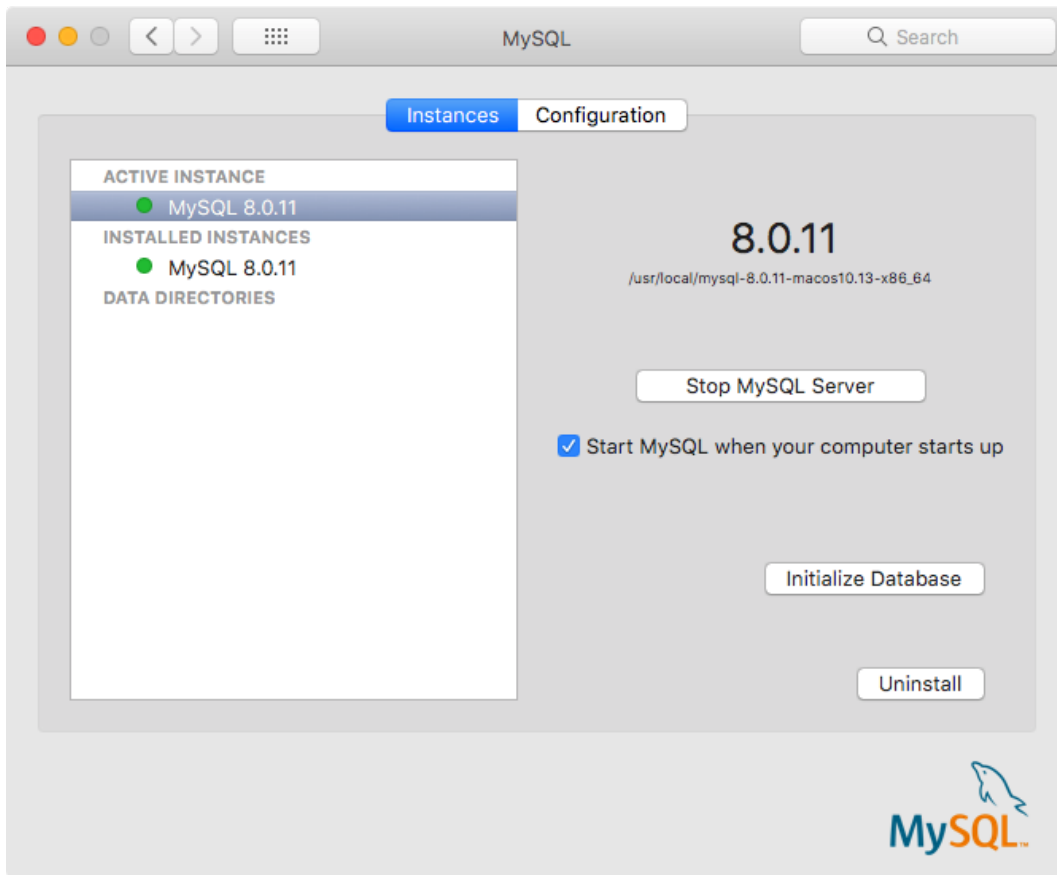 MySQL
Search
Instances
Configuration
ACTIVE INSTANCE
MySQL 8.0.11
INSTALLED INSTANCES
MySQL 8.0.11
DATA DIRECTORIES
8.0.11
/usr/local/mysql-8.0.11-macos10.13-x86_64
Stop MySQL Server
Start MySQL when your computer starts up
Initialize Database
Uninstall
MySQL™